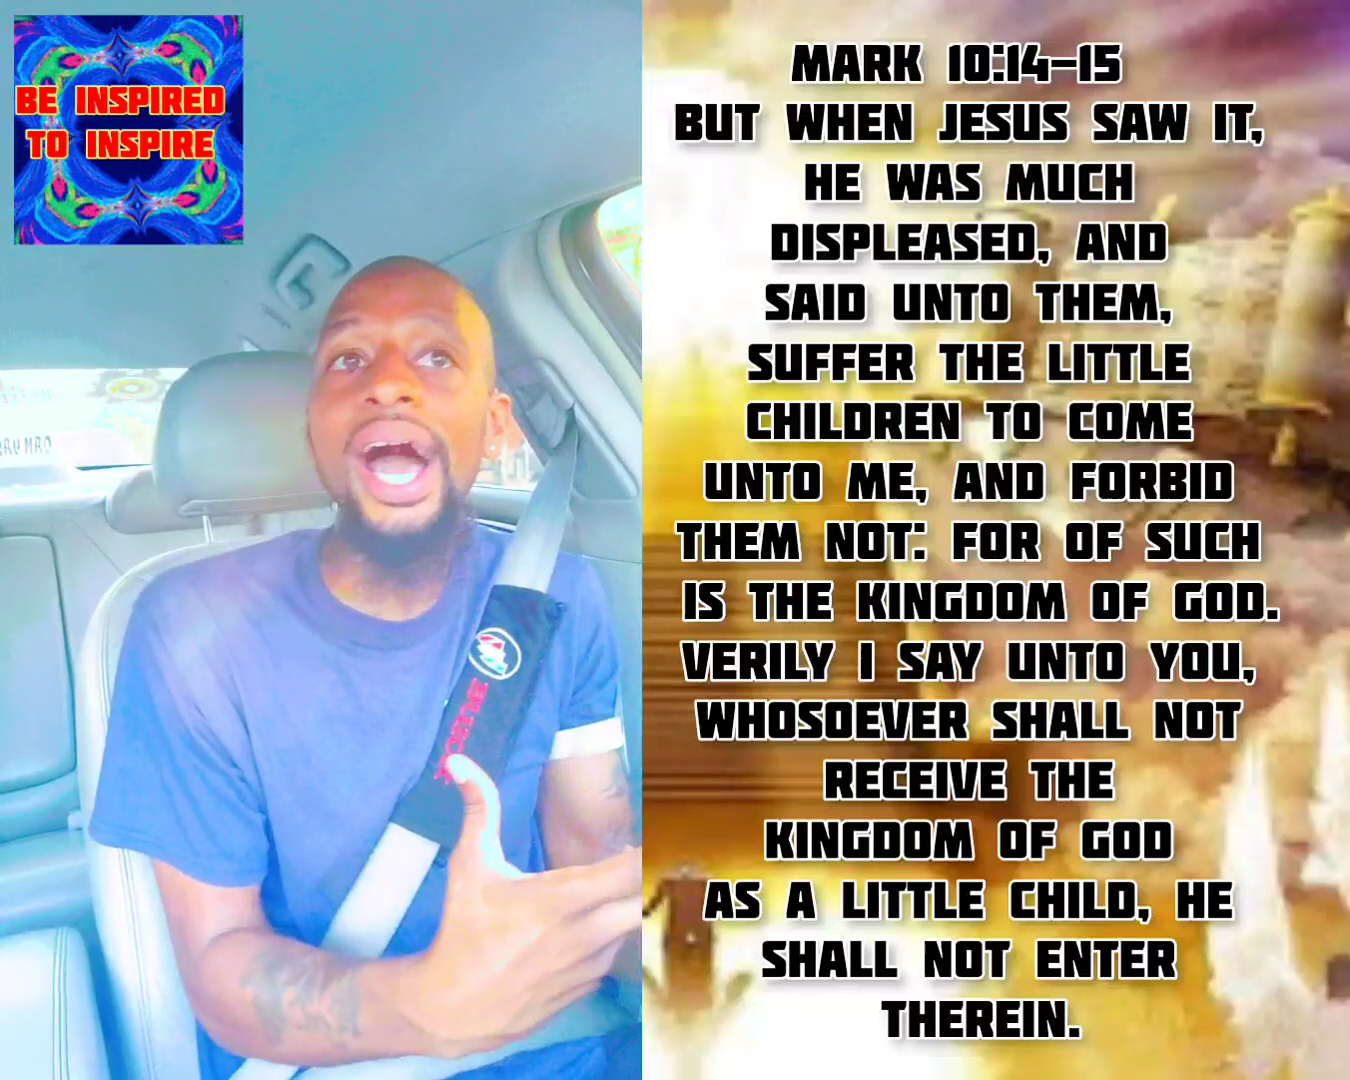 BE INSPIRED
TO INSPIRE
MARK 10:14–15
BUT WHEN JESUS SAW IT,
HE WAS MUCH
DISPLEASED, AND
SAID UNTO THEM,
SUFFER THE LITTLE
CHILDREN TO COME
UNTO ME, AND FORBID
THEM NOT: FOR OF SUCH
IS THE KINGDOM OF GOD.
VERILY I SAY UNTO YOU,
WHOSOEVER SHALL NOT
RECEIVE THE
KINGDOM OF GOD
AS A LITTLE CHILD, HE
SHALL NOT ENTER
THEREIN.
BUICK